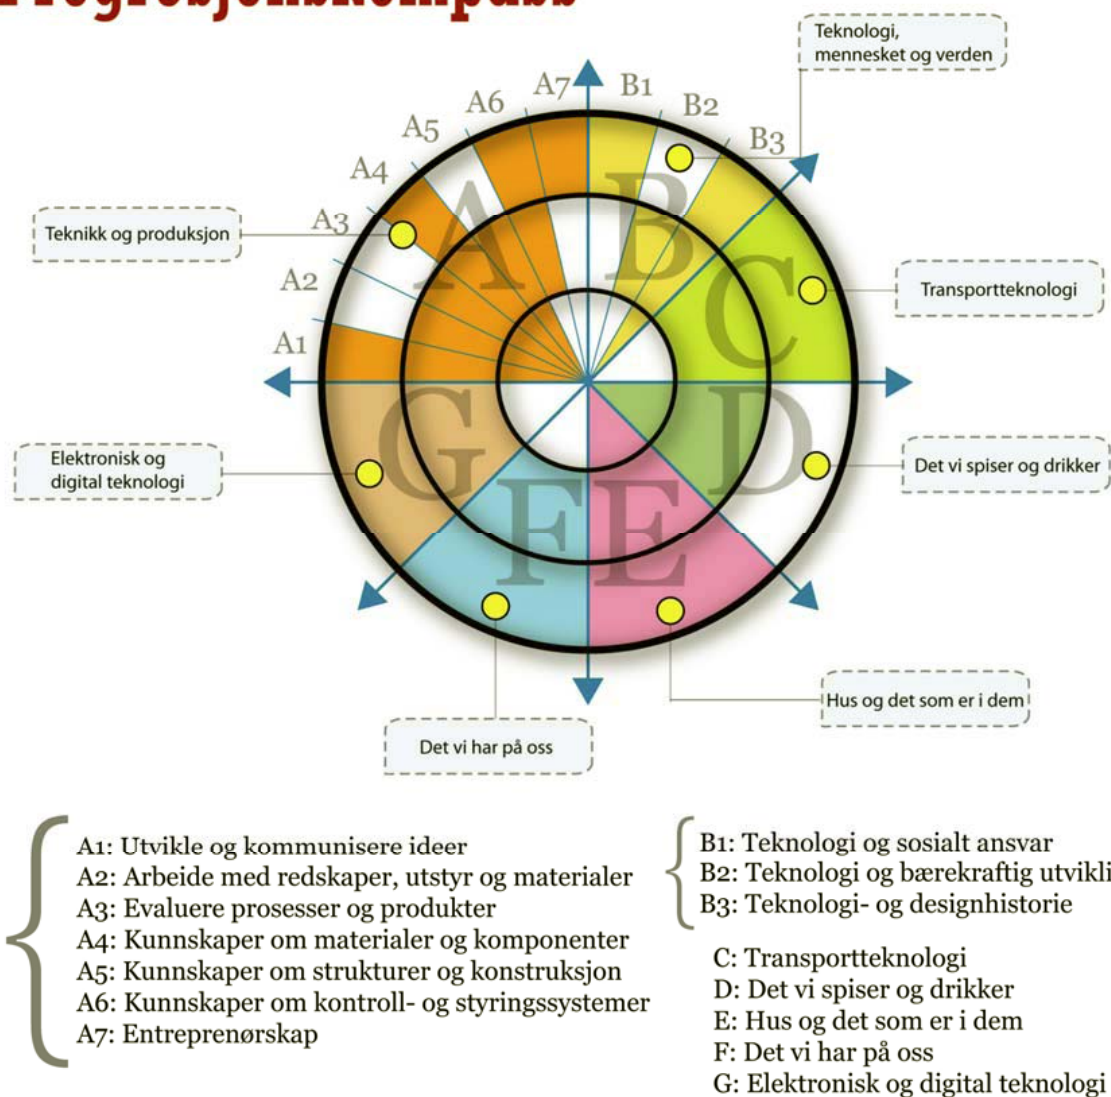 Progresjonskompass
Teknologi,
mennesket og verden
A7
B1
A6
B2
A5
B3
A4
A3
Teknikk og produksjon
A
B
A2
C
Transportteknologi
A1
G
D
Elektronisk og
digital teknologi
Det vi spiser og drikker
F
E
Hus og det som er i dem
Det vi har på oss
A1: Utvikle og kommunisere ideer
A2: Arbeide med redskaper, utstyr og materialer
A3: Evaluere prosesser og produkter
A4: Kunnskaper om materialer og komponenter
A5: Kunnskaper om strukturer og konstruksjon
A6: Kunnskaper om kontroll- og styringssystemer
A7: Entreprenørskap
B1: Teknologi og sosialt ansvar
B2: Teknologi og bærekraftig utvikli
B3: Teknologi- og designhistorie
C: Transportteknologi
D: Det vi spiser og drikker
E: Hus og det som er i dem
F: Det vi har på oss
G: Elektronisk og digital teknologi